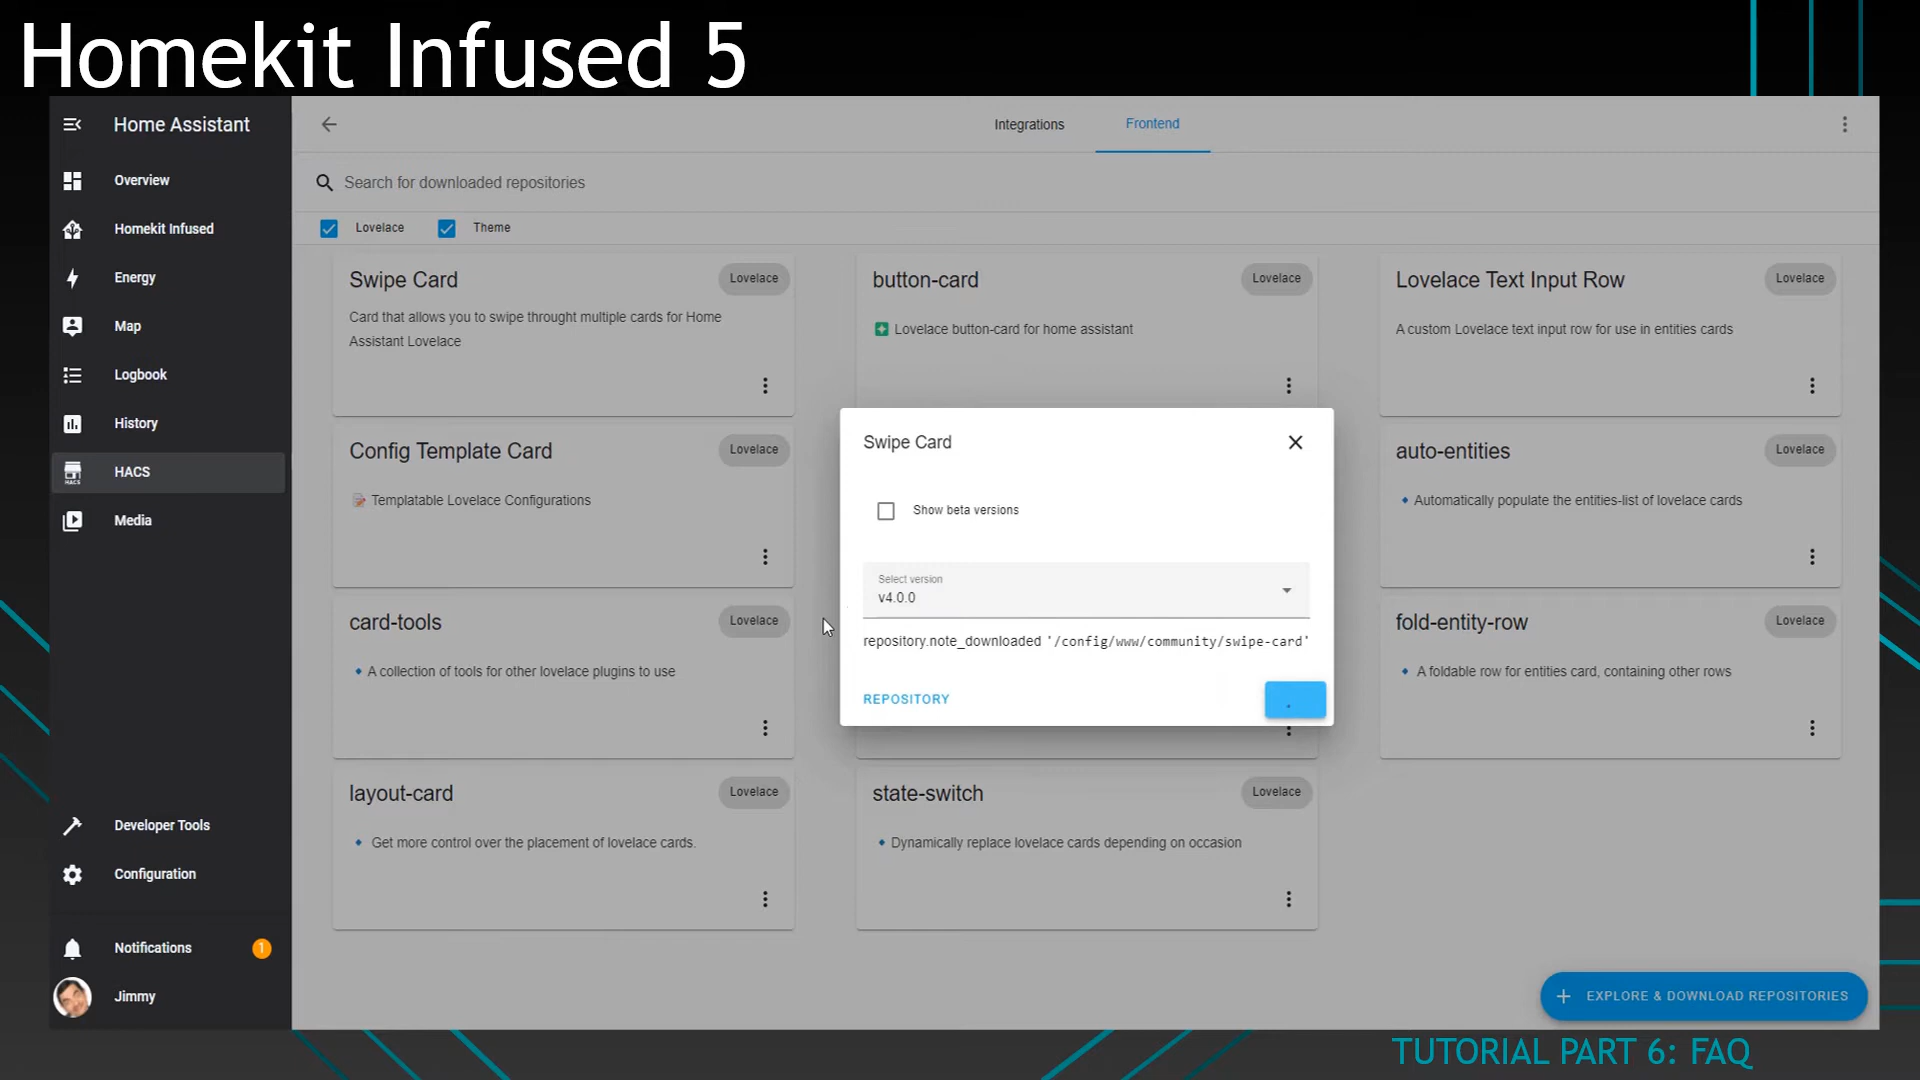 Homekit Infused 5
Home Assistant
Integrations
Frontend
Overview
Search for downloaded repositories
Homekit Infused
Lovelace
Theme
Energy
Map
Logbook
History
HACS
HACS
Media
Developer Tools
Configuration
Notifications
1
Jimmy
Swipe Card
Lovelace
Card that allows you to swipe throught multiple cards for Home
Assistant Lovelace
button-card
Lovelace
Lovelace button-card for home assistant
Lovelace Text Input Row
Lovelace
A custom Lovelace text input row for use in entities cards
Config Template Card
Lovelace
Templatable Lovelace Configurations
auto-entities
Lovelace
Automatically populate the entities-list of lovelace cards
Swipe Card
Show beta versions
Select version
v4.0.0
repository.note_downloaded '/config/www/community/swipe-card'
REPOSITORY
card-tools
Lovelace
A collection of tools for other lovelace plugins to use
fold-entity-row
Lovelace
A foldable row for entities card, containing other rows
layout-card
Lovelace
Get more control over the placement of lovelace cards.
state-switch
Lovelace
Dynamically replace lovelace cards depending on occasion
EXPLORE & DOWNLOAD REPOSITORIES
TUTORIAL PART 6: FAQ